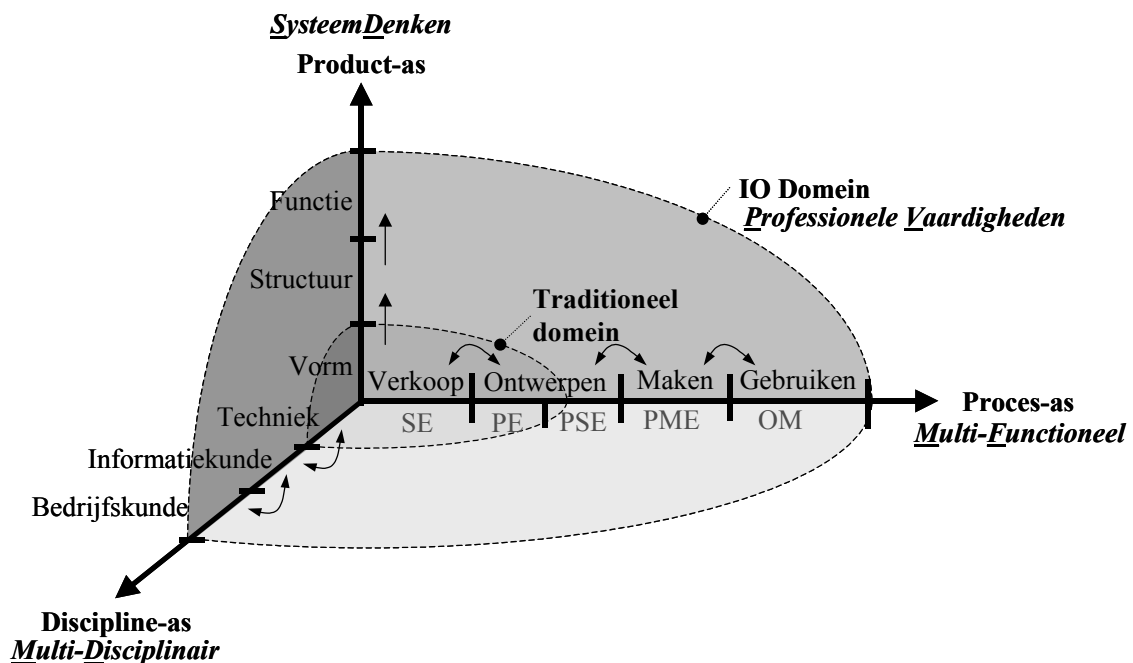 SysteemDenken
Product-as
Functie
IO Domein
Professionele Vaardigheden
Structuur
Traditioneel
domein
Vorm
Verkoop Ontwerpen Maken Gebruiken
Techniek
SE PE PSE PME OM
Proces-as
Multi-Functioneel
Informatiekunde
Bedrijfskunde
Discipline-as
Multi-Disciplinair